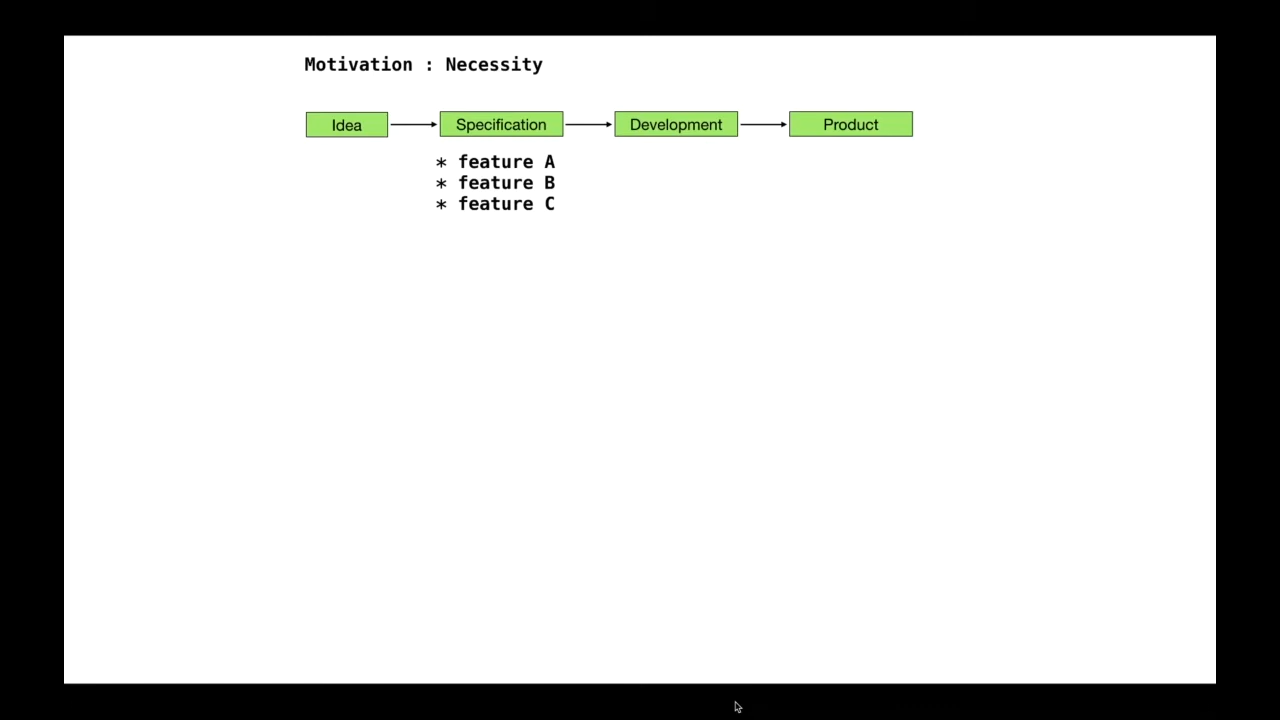 Motivation : Necessity
Idea Specification Development Product
* feature A
* feature B
* feature C